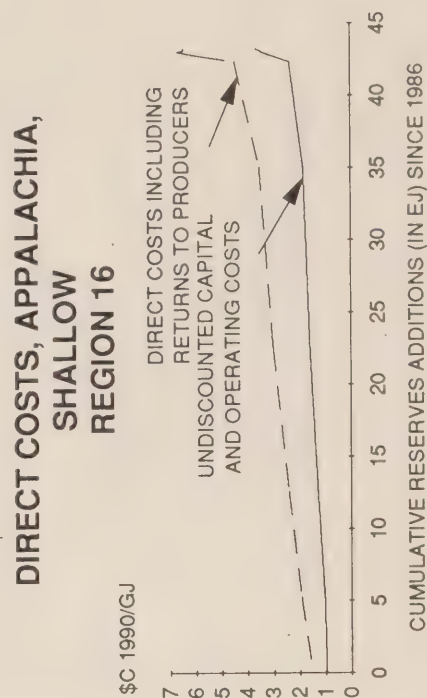 DIRECT COSTS, APPALACHIA,
SHALLOW
REGION 16
$C 1990/GJ
DIRECT COSTS INCLUDING
RETURNS TO PRODUCERS
UNDISCOUNTED CAPITAL
AND OPERATING COSTS
7
6
5
4
3
2
1
0
0 5 10 15 20 25 30 35 40 45
CUMULATIVE RESERVES ADDITIONS (IN EJ) SINCE 1986